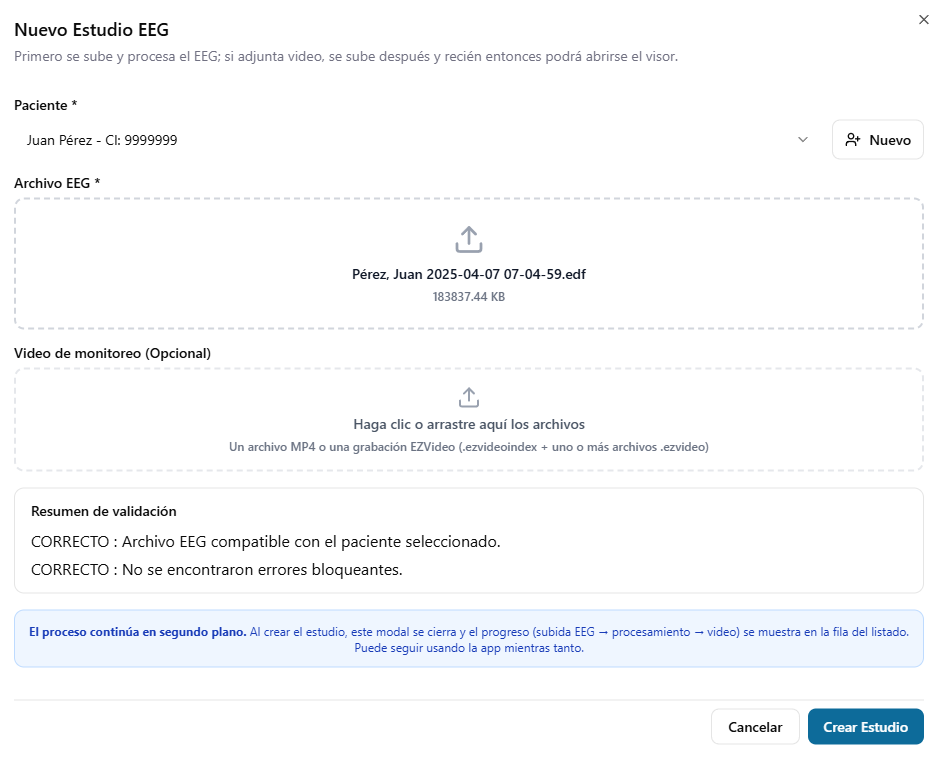 Nuevo Estudio EEG
Primero se sube y procesa el EEG; si adjunta video, se sube después y recién entonces podrá abrirse el visor.
Paciente *
Juan Pérez - CI: 9999999
Nuevo
Archivo EEG *
Pérez, Juan 2025-04-07 07-04-59.edf
183837.44 KB
Video de monitoreo (Opcional)
Haga clic o arrastre aquí los archivos
Un archivo MP4 o una grabación EZVideo (.ezvideoindex + uno o más archivos .ezvideo)
Resumen de validación
CORRECTO : Archivo EEG compatible con el paciente seleccionado.
CORRECTO : No se encontraron errores bloqueantes.
El proceso continúa en segundo plano. Al crear el estudio, este modal se cierra y el progreso (subida EEG → procesamiento → video) se muestra en la fila del listado.
Puede seguir usando la app mientras tanto.
Cancelar
Crear Estudio